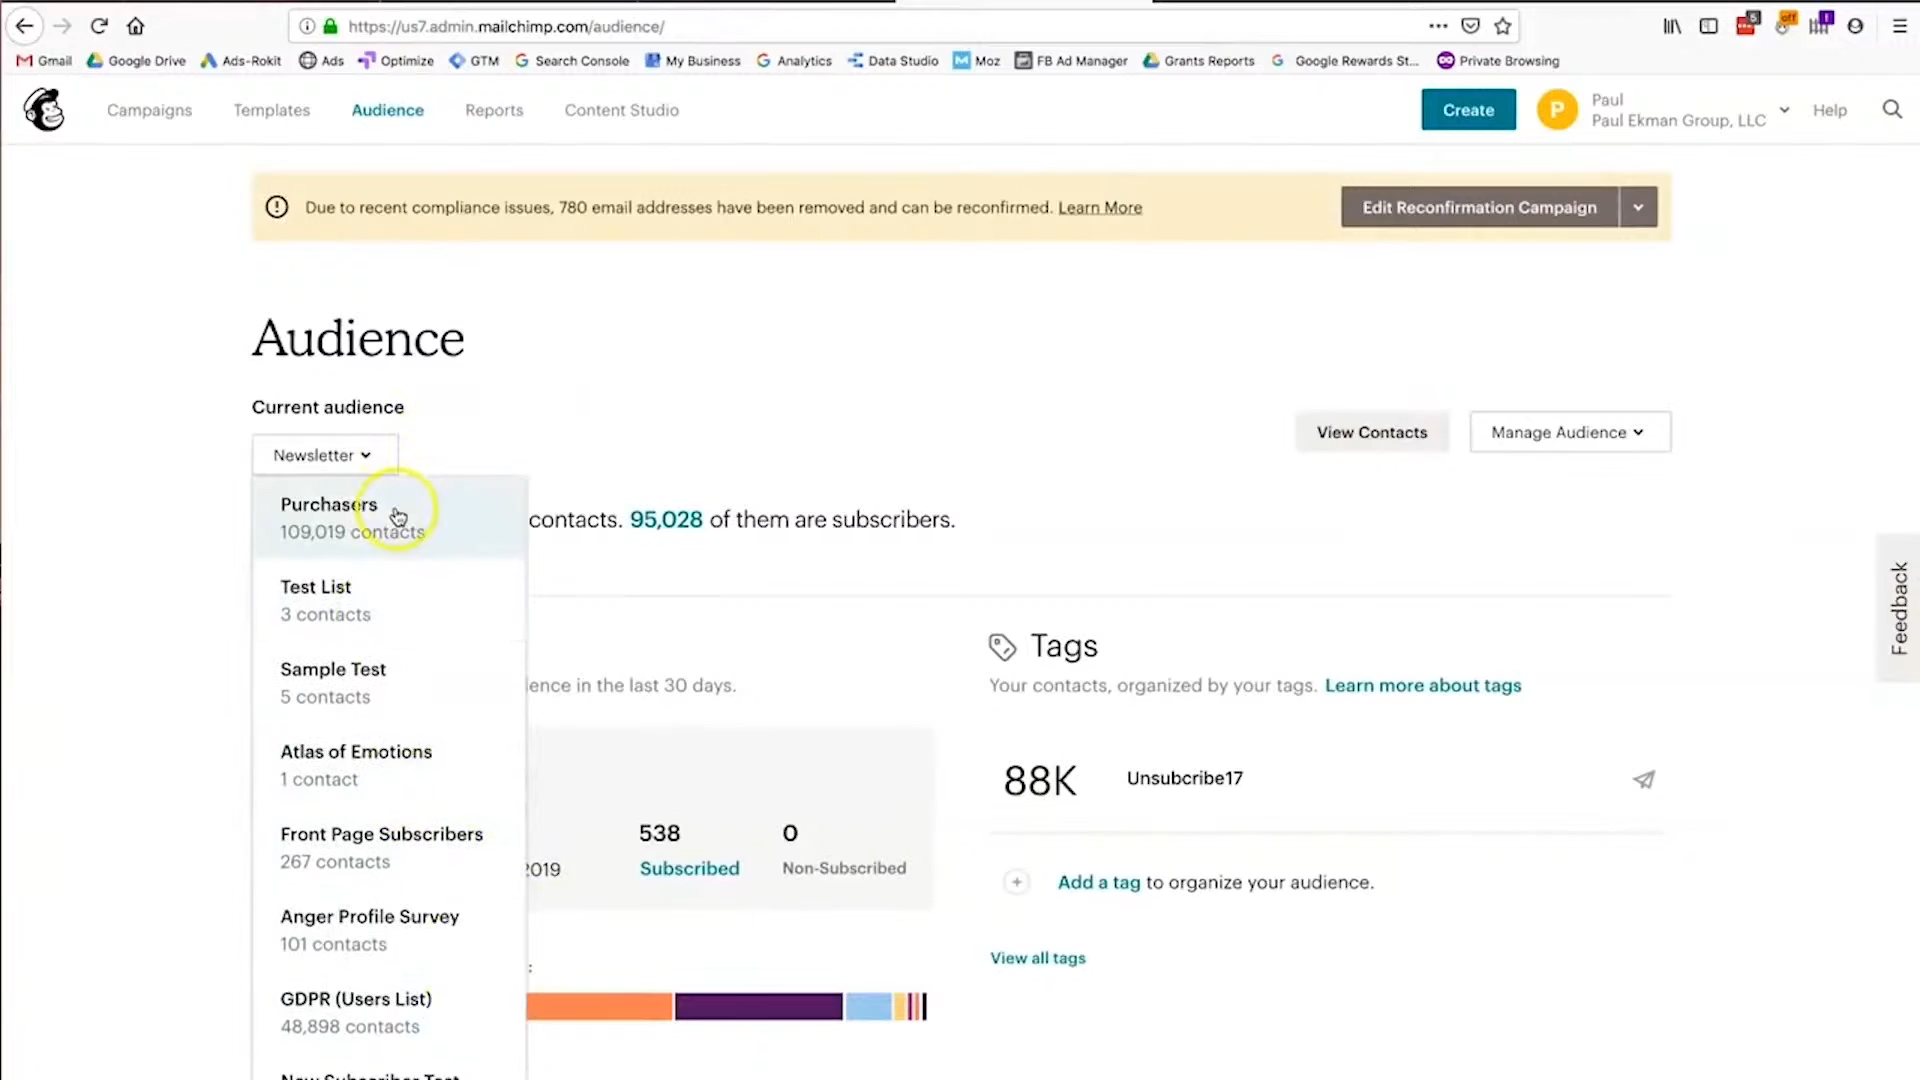 https://us7.admin.mailchimp.com/audience/
5
off
!
Gmail
Google Drive
Ads-Rokit
Ads
Optimize
GTM
Search Console
My Business
Analytics
Data Studio
Moz
FB Ad Manager
Grants Reports
Google Rewards St...
Private Browsing
Campaigns
Templates
Audience
Reports
Content Studio
Create
P
Paul
Paul Ekman Group, LLC
Help
Due to recent compliance issues, 780 email addresses have been removed and can be reconfirmed. Learn More
Edit Reconfirmation Campaign
Audience
Current audience
Newsletter
View Contacts
Manage Audience
Purchasers
109,019 contacts
contacts. 95,028 of them are subscribers.
Test List
3 contacts
Sample Test
5 contacts
Atlas of Emotions
1 contact
Front Page Subscribers
267 contacts
Anger Profile Survey
101 contacts
GDPR (Users List)
48,898 contacts
New Subscriber Test
ience in the last 30 days.
2019
538
Subscribed
0
Non-Subscribed
:
Tags
Your contacts, organized by your tags. Learn more about tags
88K
Unsubcribe17
Add a tag to organize your audience.
View all tags
Feedback